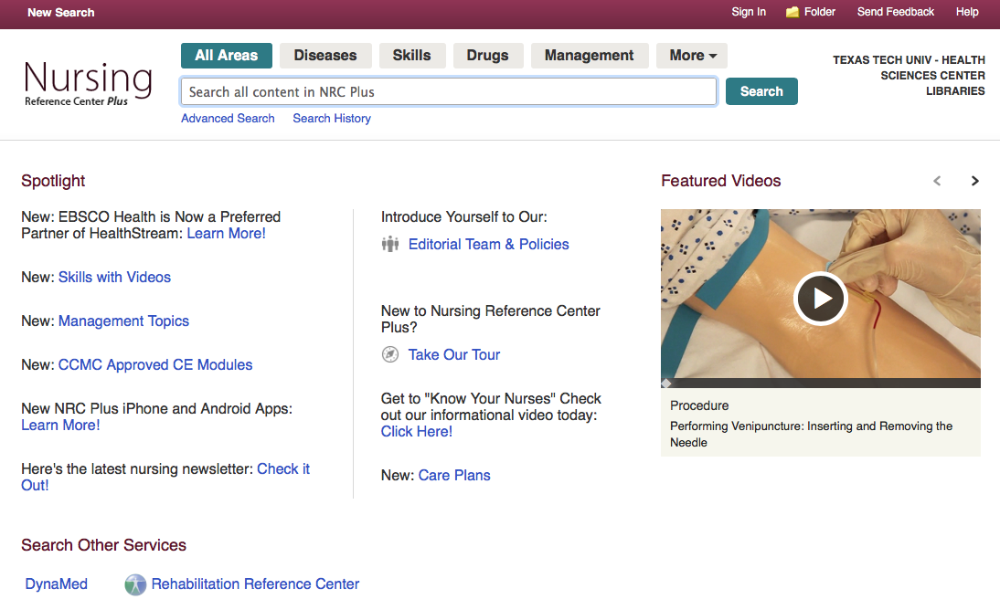 New Search
Sign In
Folder
Send Feedback
Help
Nursing
Reference Center Plus
All Areas
Diseases
Skills
Drugs
Management
More
Search all content in NRC Plus
Search
Advanced Search
Search History
TEXAS TECH UNIV - HEALTH
SCIENCES CENTER
LIBRARIES
Spotlight
New: EBSCO Health is Now a Preferred
Partner of HealthStream: Learn More!
New: Skills with Videos
New: Management Topics
New: CCMC Approved CE Modules
New NRC Plus iPhone and Android Apps:
Learn More!
Here's the latest nursing newsletter: Check it
Out!
Introduce Yourself to Our:
Editorial Team & Policies
New to Nursing Reference Center
Plus?
Take Our Tour
Get to "Know Your Nurses" Check
out our informational video today:
Click Here!
New: Care Plans
Featured Videos
Procedure
Performing Venipuncture: Inserting and Removing the
Needle
Search Other Services
DynaMed
Rehabilitation Reference Center